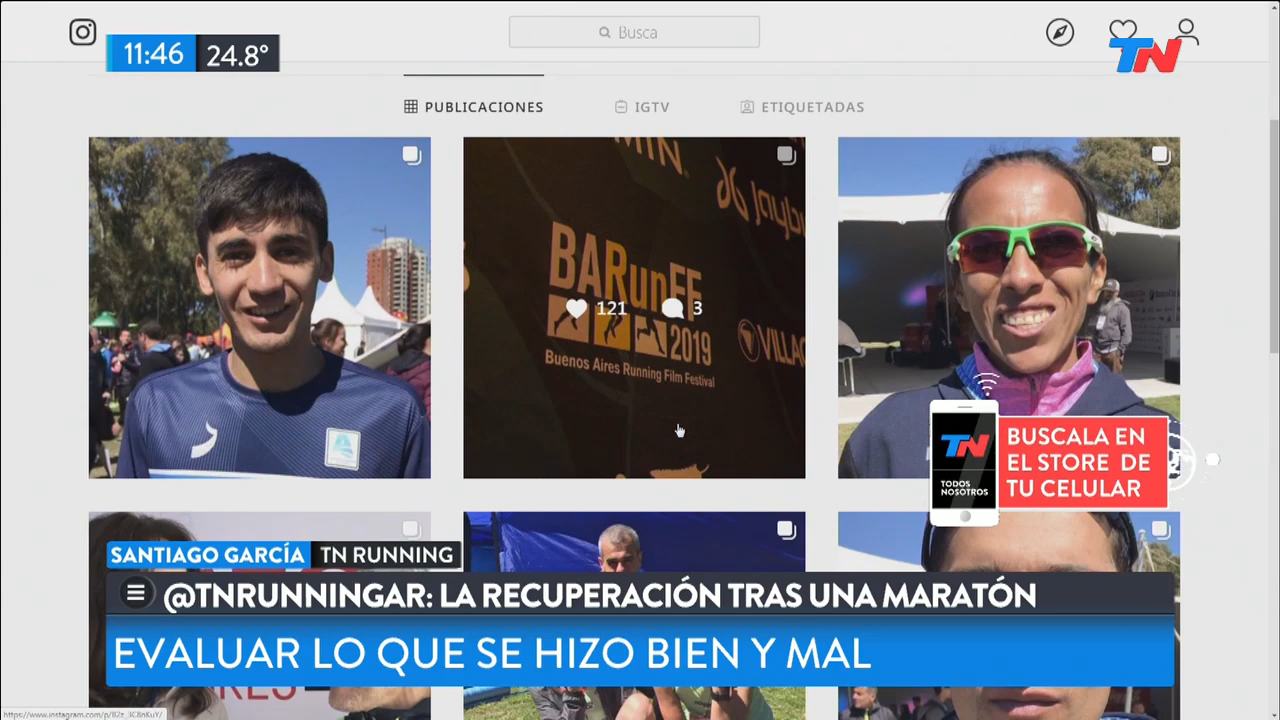 Busca
11:46 24.8°
TN
PUBLICACIONES
IGTV
ETIQUETADAS
BARunFF
121
3
2019
Buenos Aires Running Film Festival
TN
TODOS
NOSOTROS
BUSCALA EN
EL STORE DE
TU CELULAR
SANTIAGO GARCÍA TN RUNNING
@TNRUNNINGAR: LA RECUPERACIÓN TRAS UNA MARATÓN
EVALUAR LO QUE SE HIZO BIEN Y MAL